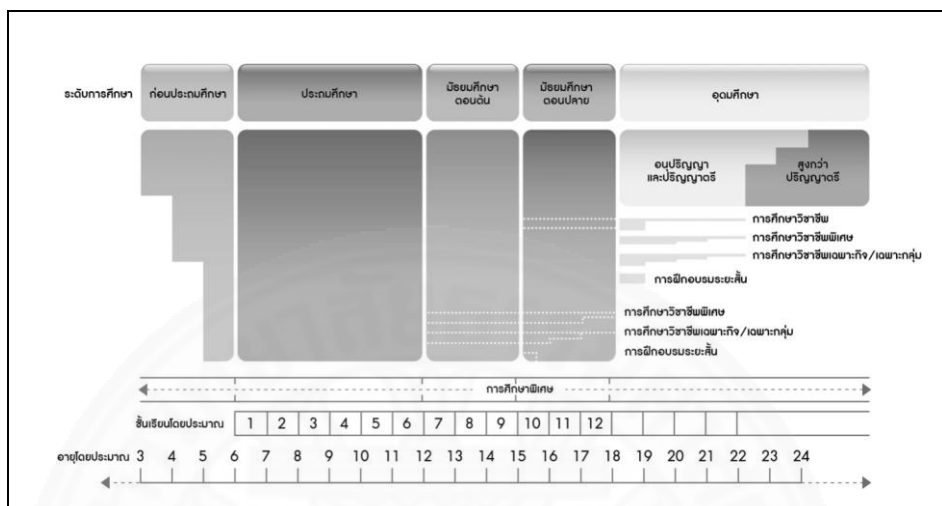 ระดับการศึกษา ก่อนประถมศึกษา ประถมศึกษา มัธยมศึกษา มัธยมศึกษา อุดมศึกษา
ตอนต้น ตอนปลาย
อนุปริญญา สูงกว่า
และปริญญาตรี ปริญญาตรี
การศึกษาวิชาชีพ
การศึกษาวิชาชีพพิเศษ
การศึกษาวิชาชีพเฉพาะกิจ/เฉพาะกลุ่ม
การฝึกอบรมระยะสั้น
การศึกษาวิชาชีพพิเศษ
การศึกษาวิชาชีพเฉพาะกิจ/เฉพาะกลุ่ม
การฝึกอบรมระยะสั้น
การศึกษาพิเศษ
ชั้นเรียนโดยประมาณ 1 2 3 4 5 6 7 8 9 10 11 12
อายุโดยประมาณ 3 4 5 6 7 8 9 10 11 12 13 14 15 16 17 18 19 20 21 22 23 24